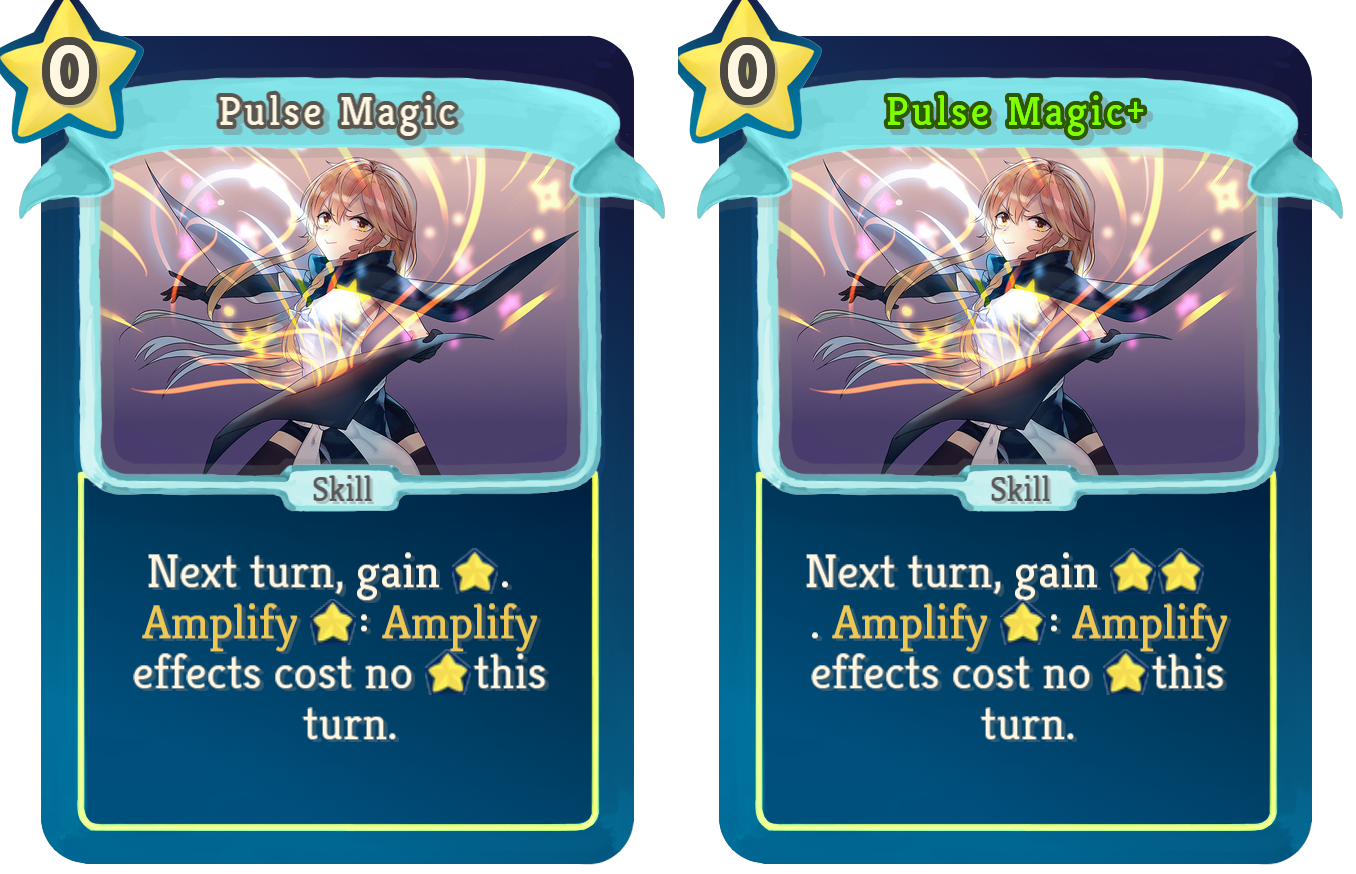 0
Pulse Magic
Skill
Next turn, gain ⭐.
Amplify ⭐: Amplify
effects cost no ⭐this
turn.
0
Pulse Magic+
Skill
Next turn, gain ⭐⭐
. Amplify ⭐: Amplify
effects cost no ⭐this
turn.